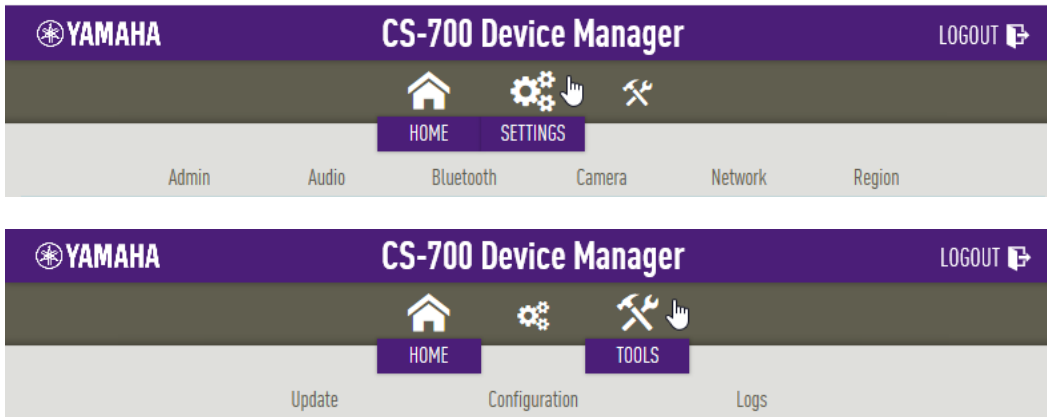 YAMAHA CS-700 Device Manager LOGOUT
HOME SETTINGS
Admin Audio Bluetooth Camera Network Region
YAMAHA CS-700 Device Manager LOGOUT
HOME TOOLS
Update Configuration Logs